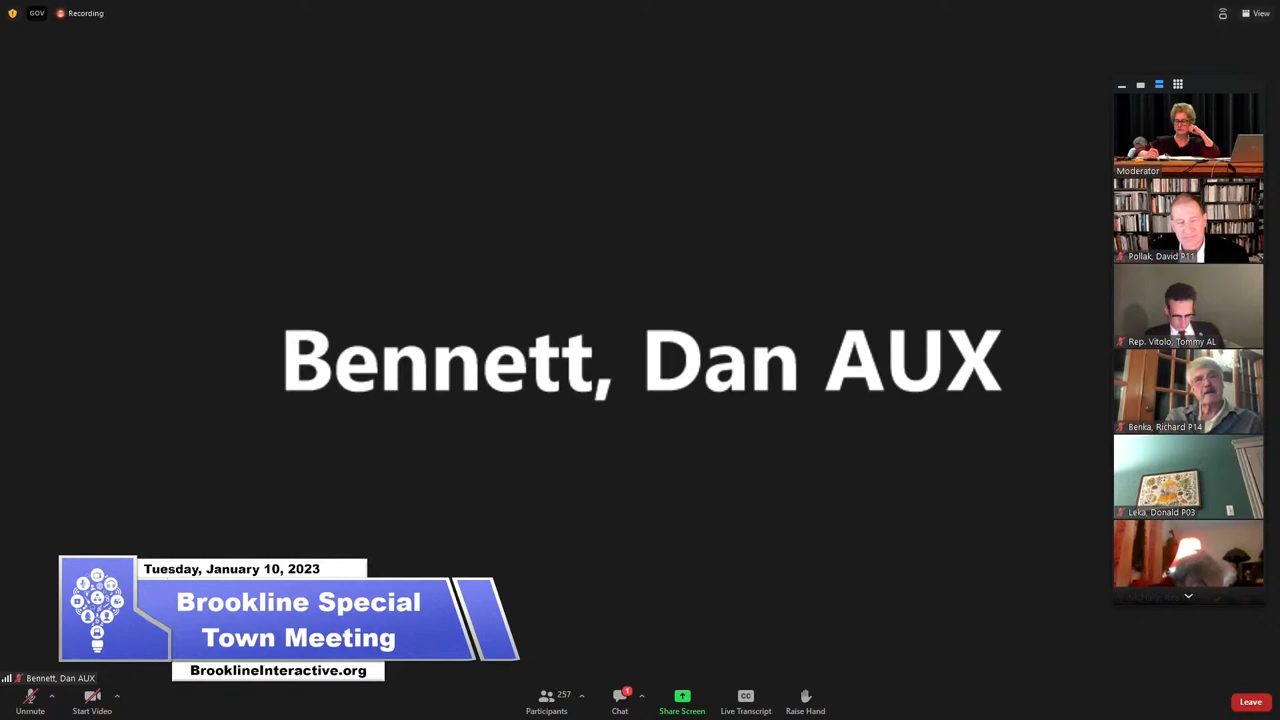 GOV
Recording
View
Moderator
Pollak, David P11
Rep. Vitolo, Tommy AL
Benka, Richard P14
Leka, Donald P03
Bennett, Dan AUX
Tuesday, January 10, 2023
Brookline Special
Town Meeting
BrooklineInteractive.org
Bennett, Dan AUX
Unmute
Start Video
257
Participants
1
Chat
Share Screen
CC
Live Transcript
Raise Hand
Leave